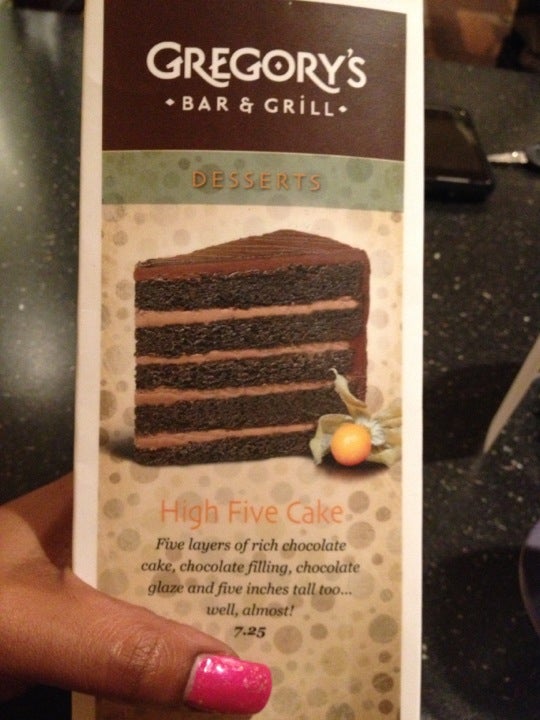 GREGORY'S
BAR & GRILL
DESSERTS
High Five Cake
Five layers of rich chocolate
cake, chocolate filling, chocolate
glaze and five inches tall too...
well, almost!
7.25